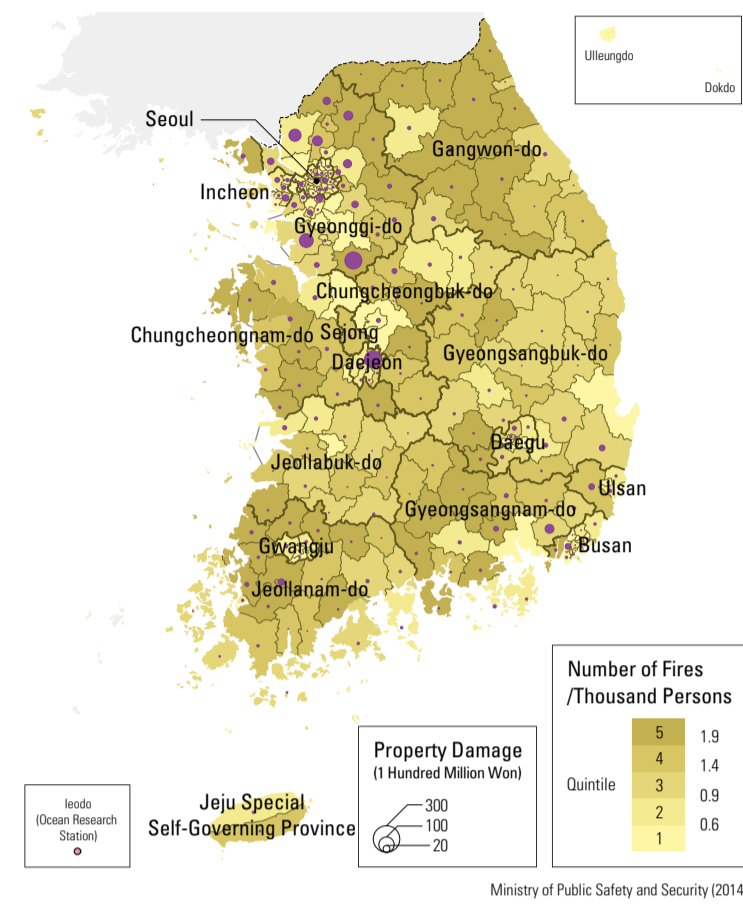 Ulleungdo
Dokdo
Seoul
Gangwon-do
Incheon
Gyeonggi-do
Chungcheongbuk-do
Chungcheongnam-do
Sejong
Daejeon
Gyeongsangbuk-do
Daegu
Jeollabuk-do
Ulsan
Gyeongsangnam-do
Gwangju
Busan
Jeollanam-do
Number of Fires
/Thousand Persons
Quintile
5
4
3
2
1
1.9
1.4
0.9
0.6
Property Damage
(1 Hundred Million Won)
300
100
20
Ieodo
(Ocean Research
Station)
Jeju Special
Self-Governing Province
Ministry of Public Safety and Security (2014